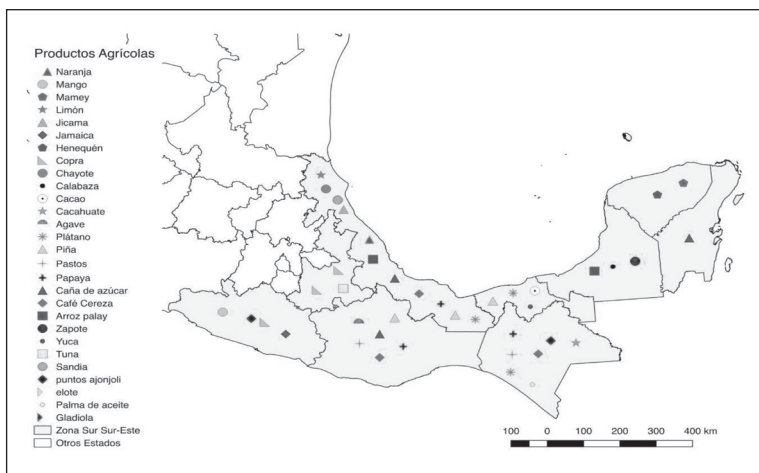 Productos Agrícolas
Naranja
Mango
Mamey
Limón
Jicama
Jamaica
Henequén
Copra
Chayote
Calabaza
Cacao
Cacahuate
Agave
Plátano
Piña
Pastos
Papaya
Caña de azúcar
Café Cereza
Arroz palay
Zapote
Yuca
Tuna
Sandia
puntos ajonjoli
elote
Palma de aceite
Gladiola
Zona Sur Sur-Este
Otros Estados
100 0 100 200 300 400 km